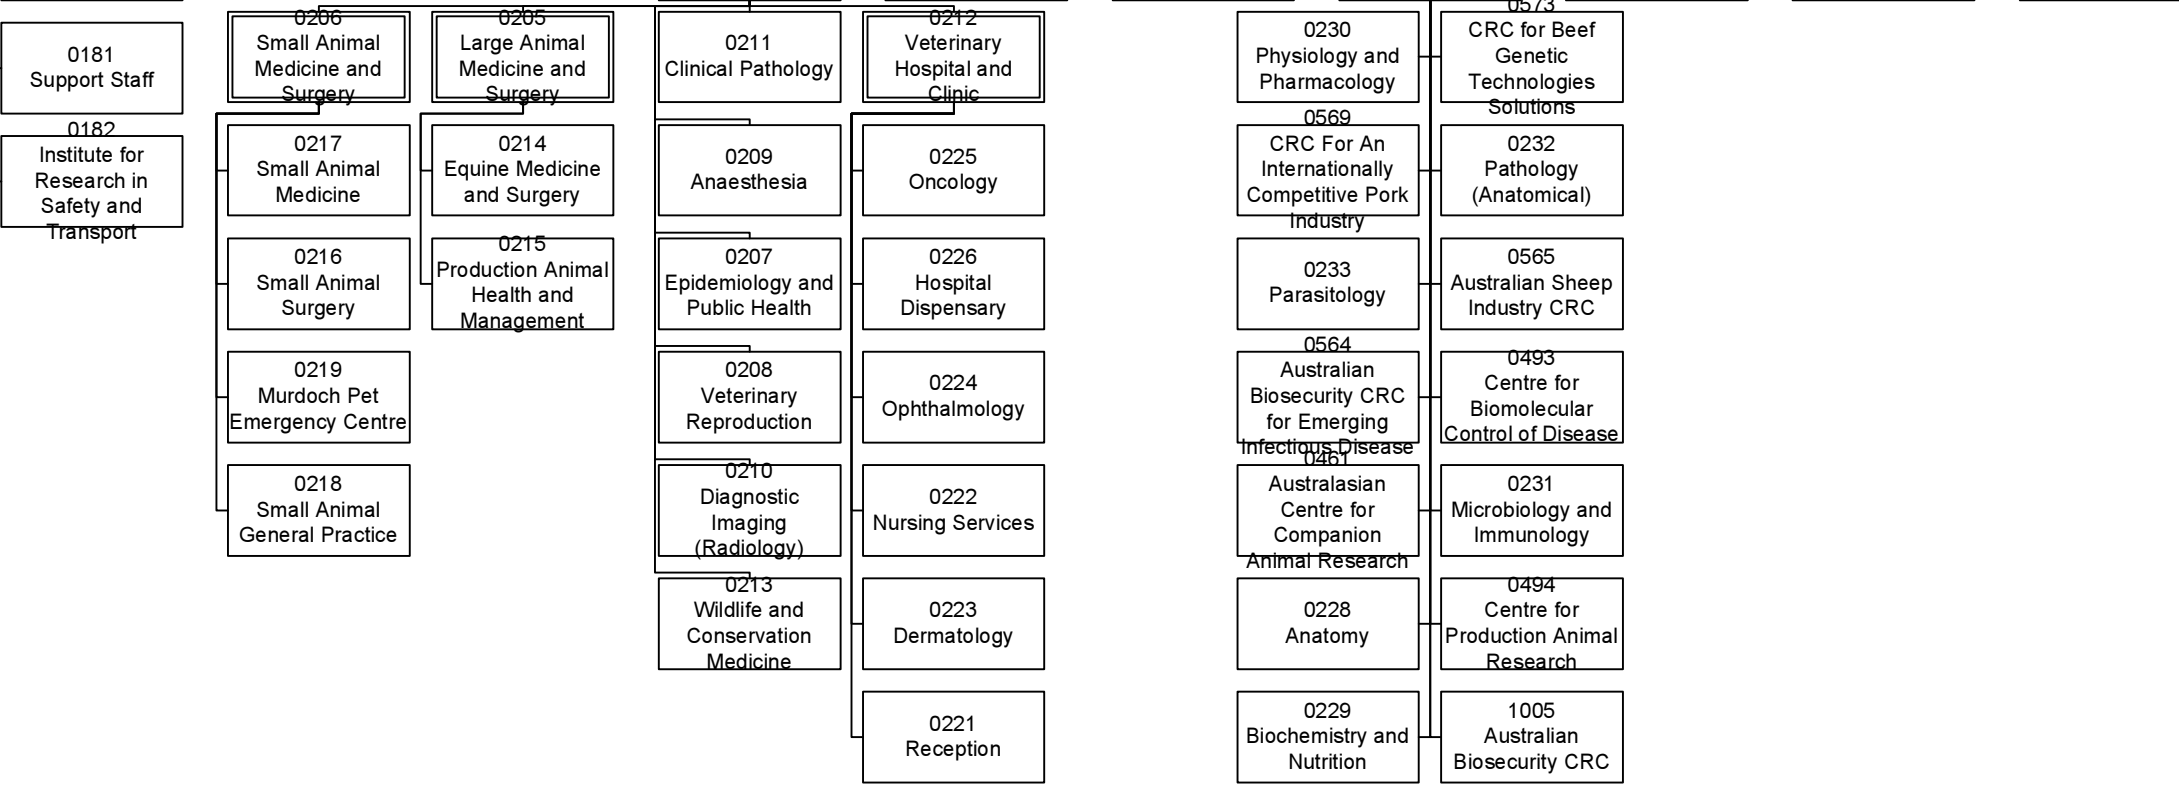 0181
Support Staff
0182
Institute for
Research in
Safety and
Transport
0206
Small Animal
Medicine and
Surgery
0217
Small Animal
Medicine
0216
Small Animal
Surgery
0219
Murdoch Pet
Emergency Centre
0218
Small Animal
General Practice
0205
Large Animal
Medicine and
Surgery
0214
Equine Medicine
and Surgery
0215
Production Animal
Health and
Management
0211
Clinical Pathology
0209
Anaesthesia
0207
Epidemiology and
Public Health
0208
Veterinary
Reproduction
0210
Diagnostic
Imaging
(Radiology)
0213
Wildlife and
Conservation
Medicine
0212
Veterinary
Hospital and
Clinic
0225
Oncology
0226
Hospital
Dispensary
0224
Ophthalmology
0222
Nursing Services
0223
Dermatology
0221
Reception
0230
Physiology and
Pharmacology
0569
CRC For An
Internationally
Competitive Pork
Industry
0233
Parasitology
0564
Australian
Biosecurity CRC
for Emerging
Infectious Disease
0461
Australasian
Centre for
Companion
Animal Research
0228
Anatomy
0229
Biochemistry and
Nutrition
0573
CRC for Beef
Genetic
Technologies
Solutions
0232
Pathology
(Anatomical)
0565
Australian Sheep
Industry CRC
0493
Centre for
Biomolecular
Control of Disease
0231
Microbiology and
Immunology
0494
Centre for
Production Animal
Research
1005
Australian
Biosecurity CRC